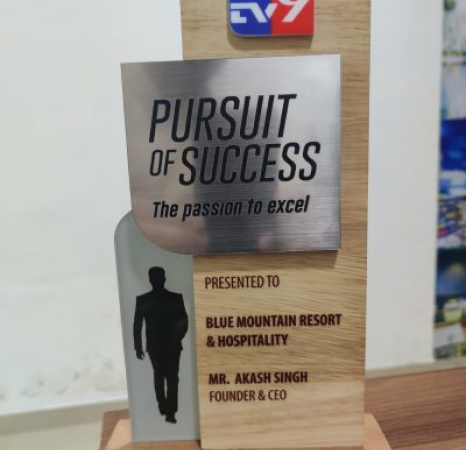 tv9
PURSUIT
OF SUCCESS
The passion to excel
PRESENTED TO
BLUE MOUNTAIN RESORT
& HOSPITALITY
MR. AKASH SINGH
FOUNDER & CEO